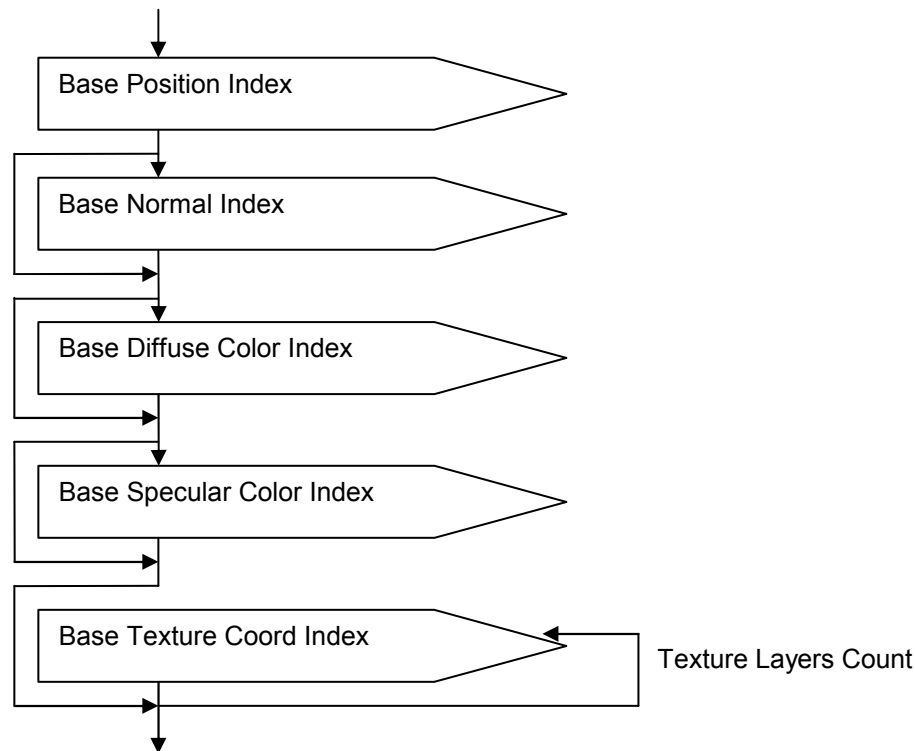 Base Position Index
Base Normal Index
Base Diffuse Color Index
Base Specular Color Index
Base Texture Coord Index
Texture Layers Count